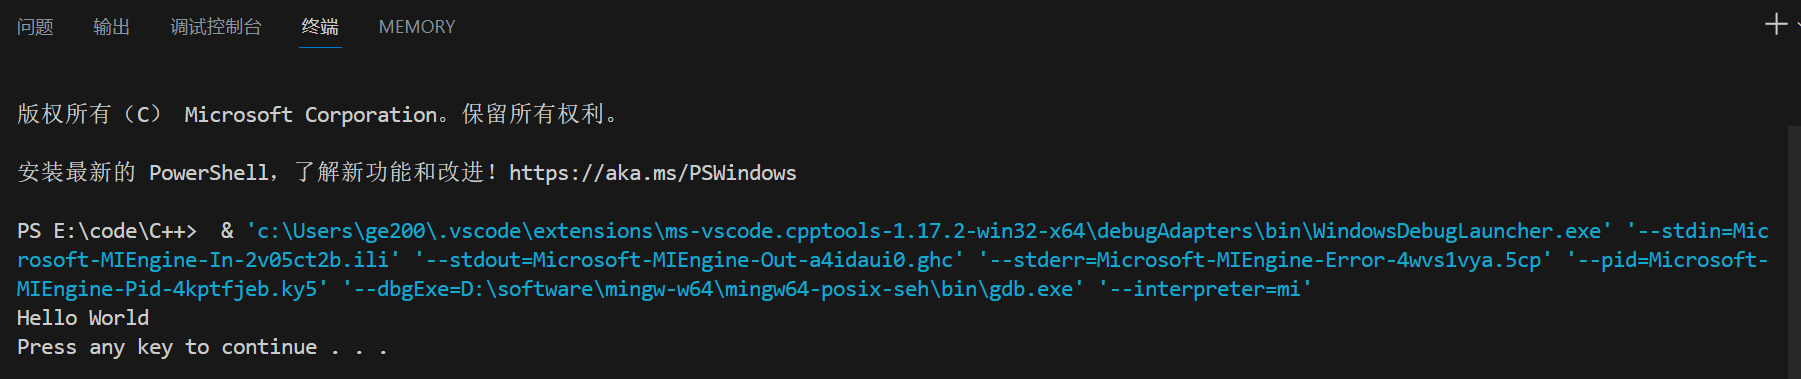 问题 输出 调试控制台 终端 MEMORY
版权所有（C） Microsoft Corporation。保留所有权利。
安装最新的 PowerShell，了解新功能和改进！https://aka.ms/PSWindows
PS E:\code\C++>  & 'c:\Users\ge200\.vscode\extensions\ms-vscode.cpptools-1.17.2-win32-x64\debugAdapters\bin\WindowsDebugLauncher.exe' '--stdin=Mic
rosoft-MIEngine-In-2v05ct2b.ili' '--stdout=Microsoft-MIEngine-Out-a4idaui0.ghc' '--stderr=Microsoft-MIEngine-Error-4wvs1vya.5cp' '--pid=Microsoft-
MIEngine-Pid-4kptfjeb.ky5' '--dbgExe=D:\software\mingw-w64\mingw64-posix-seh\bin\gdb.exe' '--interpreter=mi'
Hello World
Press any key to continue . . .